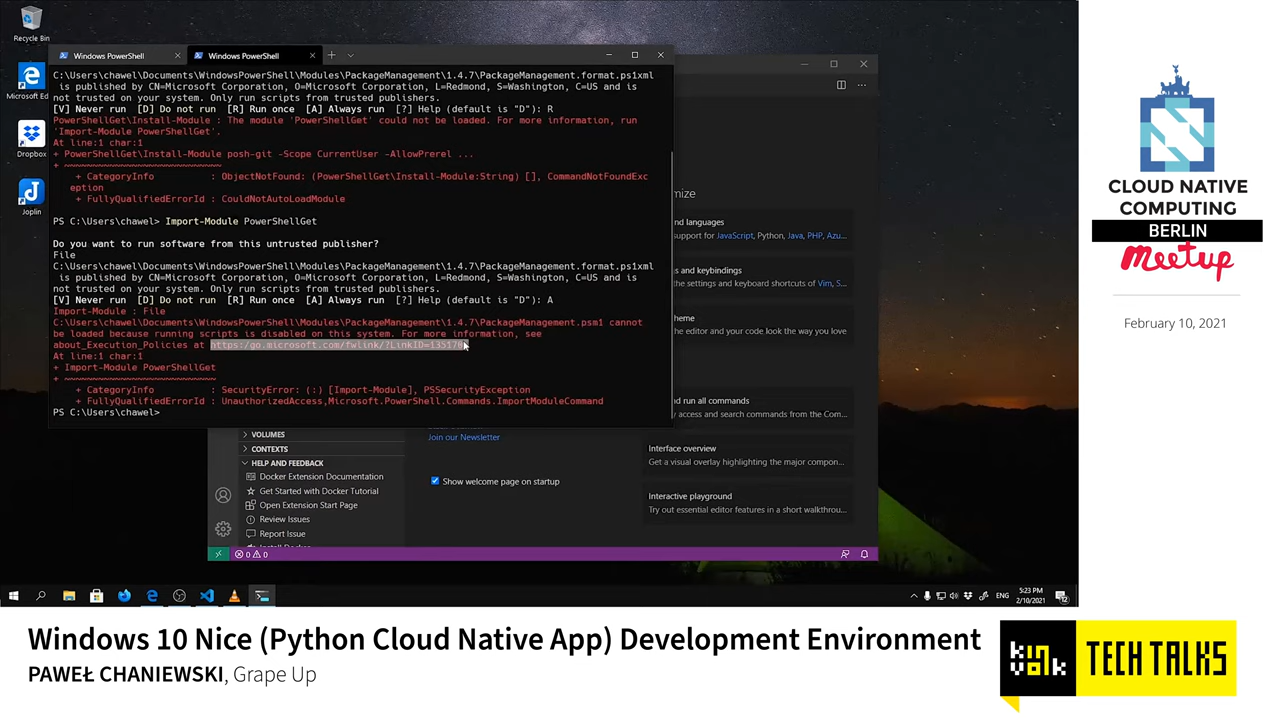 Recycle Bin
Microsoft Ed
Dropbox
Joplin
Windows PowerShell
Windows PowerShell
C:\Users\chawel\Documents\WindowsPowerShell\Modules\PackageManagement\1.4.7\PackageManagement.format.ps1xml
is published by CN=Microsoft Corporation, O=Microsoft Corporation, L=Redmond, S=Washington, C=US and is
not trusted on your system. Only run scripts from trusted publishers.
[V] Never run [D] Do not run [R] Run once [A] Always run [?] Help (default is "D"): R
PowerShellGet\Install-Module : The module 'PowerShellGet' could not be loaded. For more information, run
'Import-Module PowerShellGet'.
At line:1 char:1
+ PowerShellGet\Install-Module posh-git -Scope CurrentUser -AllowPrerel ...
+ ~~~~~~~~~~~~~~~~~~~~~~~~~~~~
+ CategoryInfo : ObjectNotFound: (PowerShellGet\Install-Module:String) [], CommandNotFoundExc
eption
+ FullyQualifiedErrorId : CouldNotAutoLoadModule
PS C:\Users\chawel> Import-Module PowerShellGet
Do you want to run software from this untrusted publisher?
File
C:\Users\chawel\Documents\WindowsPowerShell\Modules\PackageManagement\1.4.7\PackageManagement.format.ps1xml
is published by CN=Microsoft Corporation, O=Microsoft Corporation, L=Redmond, S=Washington, C=US and is
not trusted on your system. Only run scripts from trusted publishers.
[V] Never run [D] Do not run [R] Run once [A] Always run [?] Help (default is "D"): A
Import-Module : File
C:\Users\chawel\Documents\WindowsPowerShell\Modules\PackageManagement\1.4.7\PackageManagement.psm1 cannot
be loaded because running scripts is disabled on this system. For more information, see
about_Execution_Policies at https:/go.microsoft.com/fwlink/?LinkID=135170.
At line:1 char:1
+ Import-Module PowerShellGet
+ ~~~~~~~~~~~~~~~~~~~~~~~~~~~
+ CategoryInfo : SecurityError: (:) [Import-Module], PSSecurityException
+ FullyQualifiedErrorId : UnauthorizedAccess,Microsoft.PowerShell.Commands.ImportModuleCommand
PS C:\Users\chawel>
mize
nd languages
support for JavaScript, Python, Java, PHP, Azu...
s and keybindings
the settings and keyboard shortcuts of Vim, S...
heme
the editor and your code look the way you love
nd run all commands
y access and search commands from the Com...
Interface overview
Get a visual overlay highlighting the major compon...
Interactive playground
Try out essential editor features in a short walkthrou...
VOLUMES
CONTEXTS
HELP AND FEEDBACK
Docker Extension Documentation
Get Started with Docker Tutorial
Open Extension Start Page
Review Issues
Report Issue
Install Docker
Join our Newsletter
Show welcome page on startup
0 0
ENG
5:23 PM
2/10/2021
12
CLOUD NATIVE
COMPUTING
BERLIN
Meetup
February 10, 2021
Windows 10 Nice (Python Cloud Native App) Development Environment
PAWEŁ CHANIEWSKI, Grape Up
kinvolk
TECH TALKS